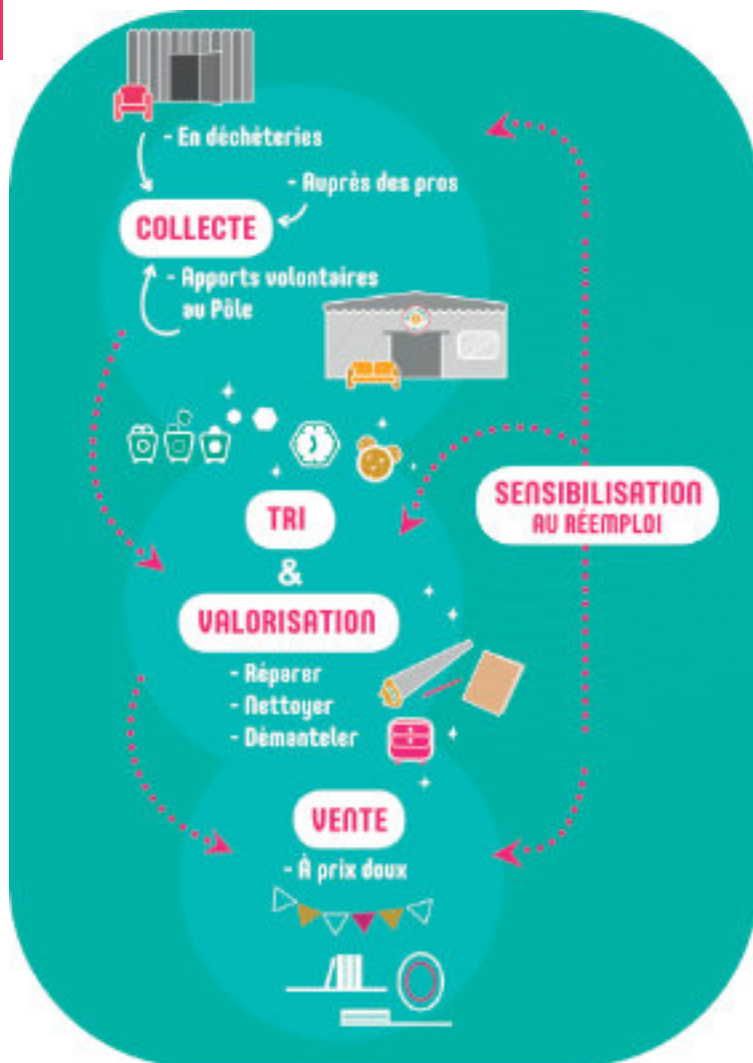 - En déchèteries
- Auprès des pros
COLLECTE
- Apports volontaires
au Pôle
SENSIBILISATION
AU RÉEMPLOI
TRI
&
VALORISATION
- Réparer
- Nettoyer
- Démanteler
VENTE
- À prix doux